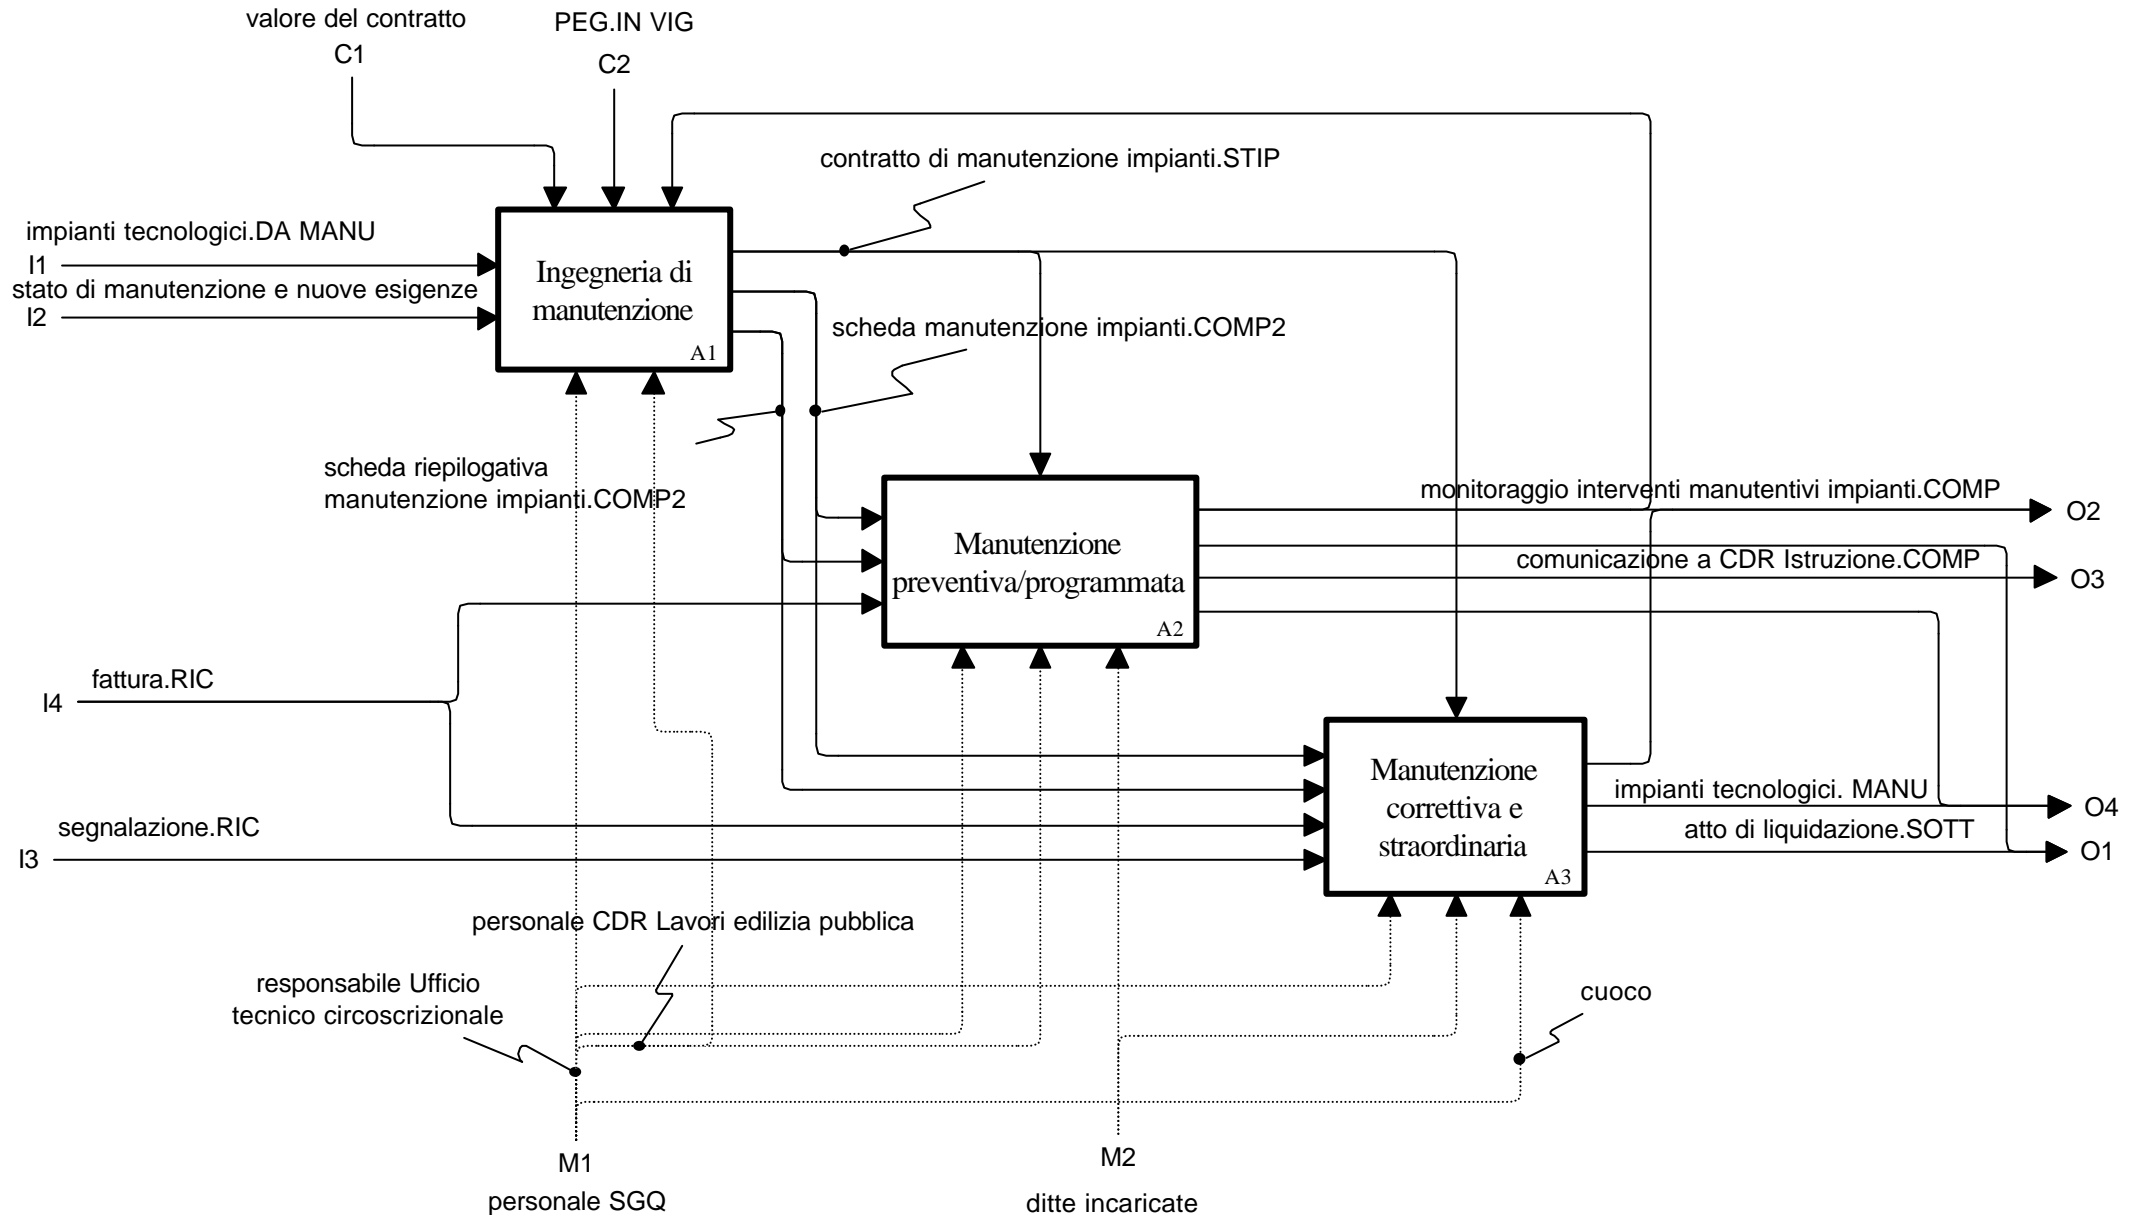 valore del contratto
C1
PEG.IN VIG
C2
contratto di manutenzione impianti.STIP
impianti tecnologici.DA MANU
I1
stato di manutenzione e nuove esigenze
I2
Ingegneria di
manutenzione
A1
scheda manutenzione impianti.COMP2
scheda riepilogativa
manutenzione impianti.COMP2
monitoraggio interventi manutentivi impianti.COMP
O2
Manutenzione
preventiva/programmata
A2
comunicazione a CDR Istruzione.COMP
O3
fattura.RIC
I4
Manutenzione
correttiva e
straordinaria
A3
impianti tecnologici. MANU
O4
atto di liquidazione.SOTT
O1
segnalazione.RIC
I3
personale CDR Lavori edilizia pubblica
responsabile Ufficio
tecnico circoscrizionale
cuoco
M1
personale SGQ
M2
ditte incaricate